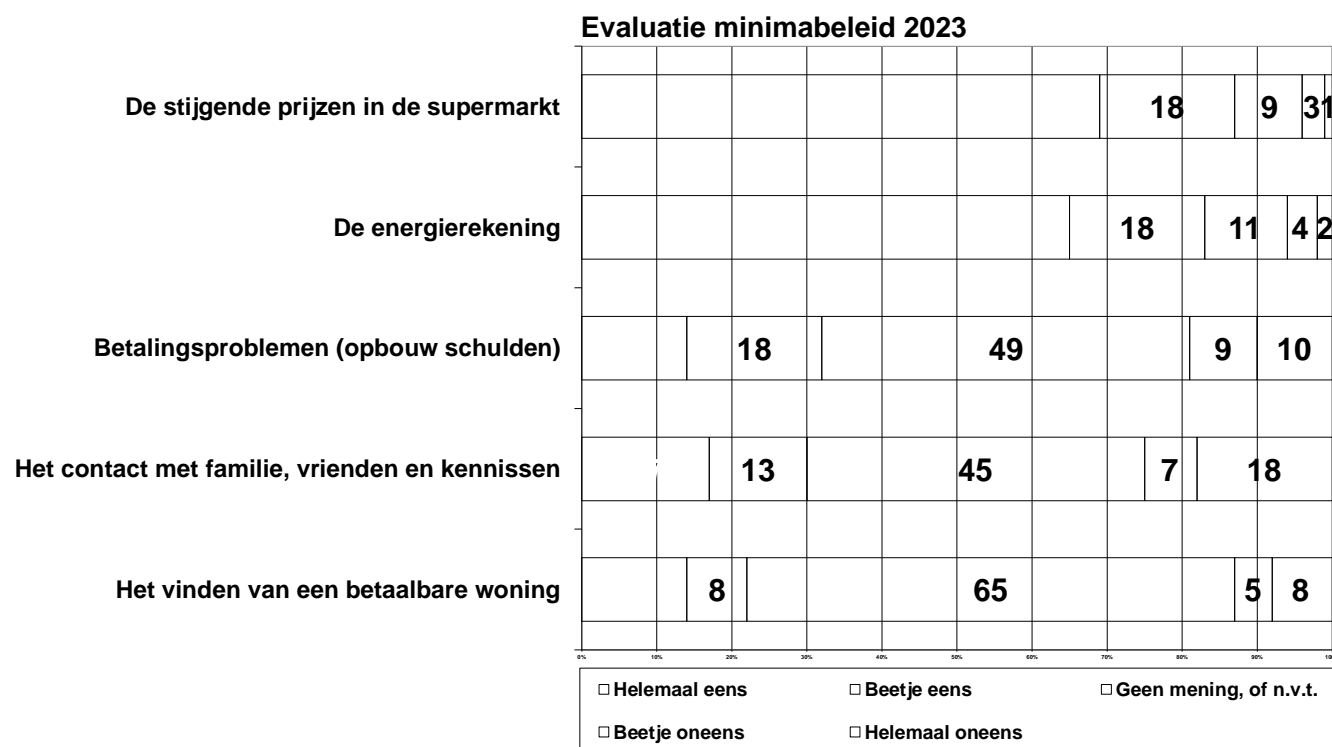 Evaluatie minimabeleid 2023
De stijgende prijzen in de supermarkt 18 9 3 1
De energierekening 18 11 4 2
Betalingsproblemen (opbouw schulden) 18 49 9 10
Het contact met familie, vrienden en kennissen 13 45 7 18
Het vinden van een betaalbare woning 8 65 5 8
0% 10% 20% 30% 40% 50% 60% 70% 80% 90%
Helemaal eens Beetje eens Geen mening, of n.v.t.
Beetje oneens Helemaal oneens